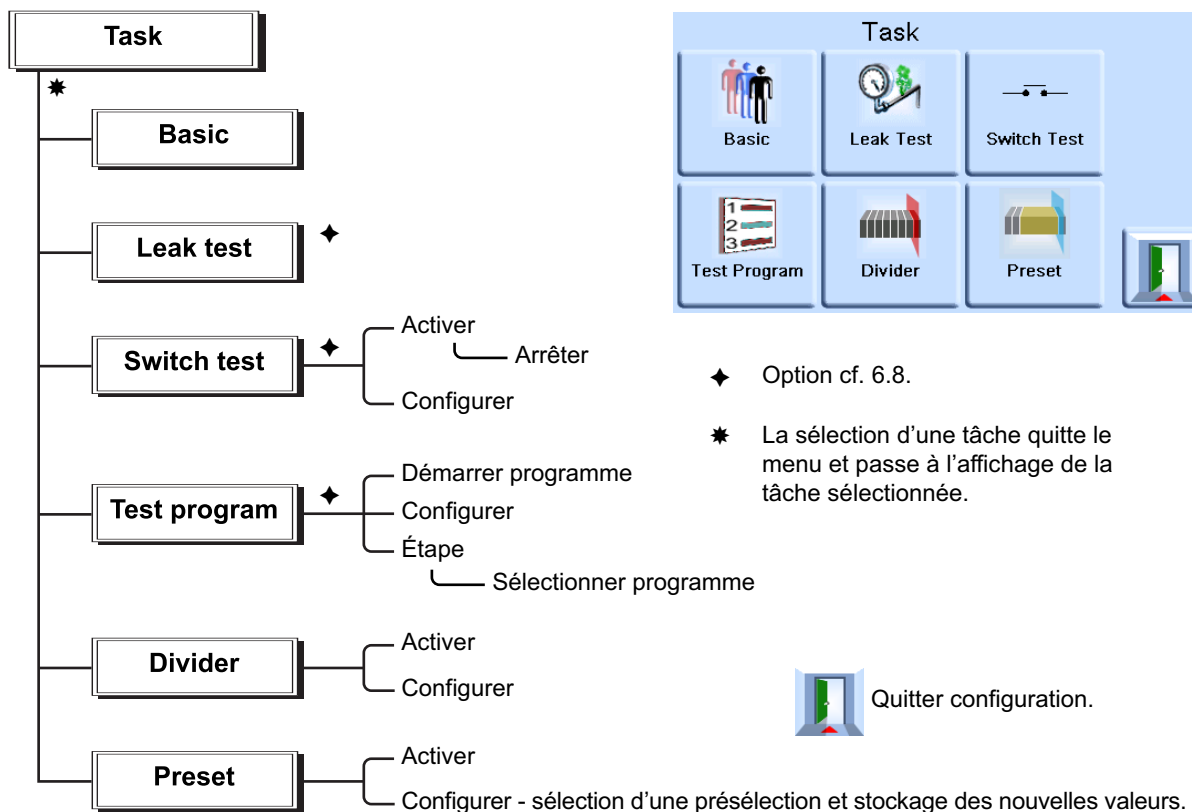 Task
✸
Basic
Leak test ✦
Switch test ✦
Activer
Arrêter
Configurer
Test program ✦
Démarrer programme
Configurer
Étape
Sélectionner programme
Divider
Activer
Configurer
Preset
Activer
Configurer - sélection d’une présélection et stockage des nouvelles valeurs.
Task
Basic
Leak Test
Switch Test
1
2
3
Test Program
Divider
Preset
✦ Option cf. 6.8.
✸ La sélection d’une tâche quitte le
menu et passe à l’affichage de la
tâche sélectionnée.
Quitter configuration.